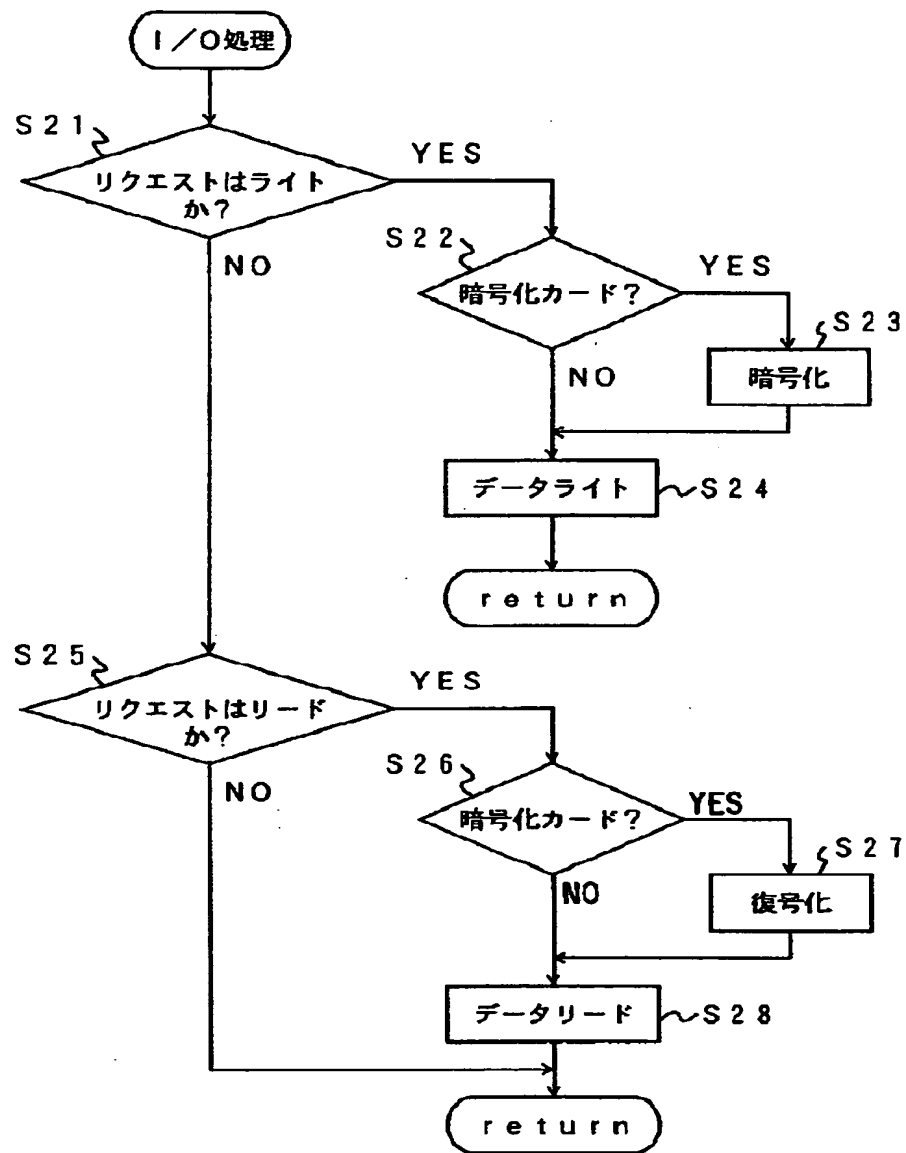 I/O処理
S21
リクエストはライト
か?
YES
NO
S22
暗号化カード?
YES
NO
S23
暗号化
データライト
S24
return
S25
リクエストはリード
か?
YES
NO
S26
暗号化カード?
YES
NO
S27
復号化
データリード
S28
return